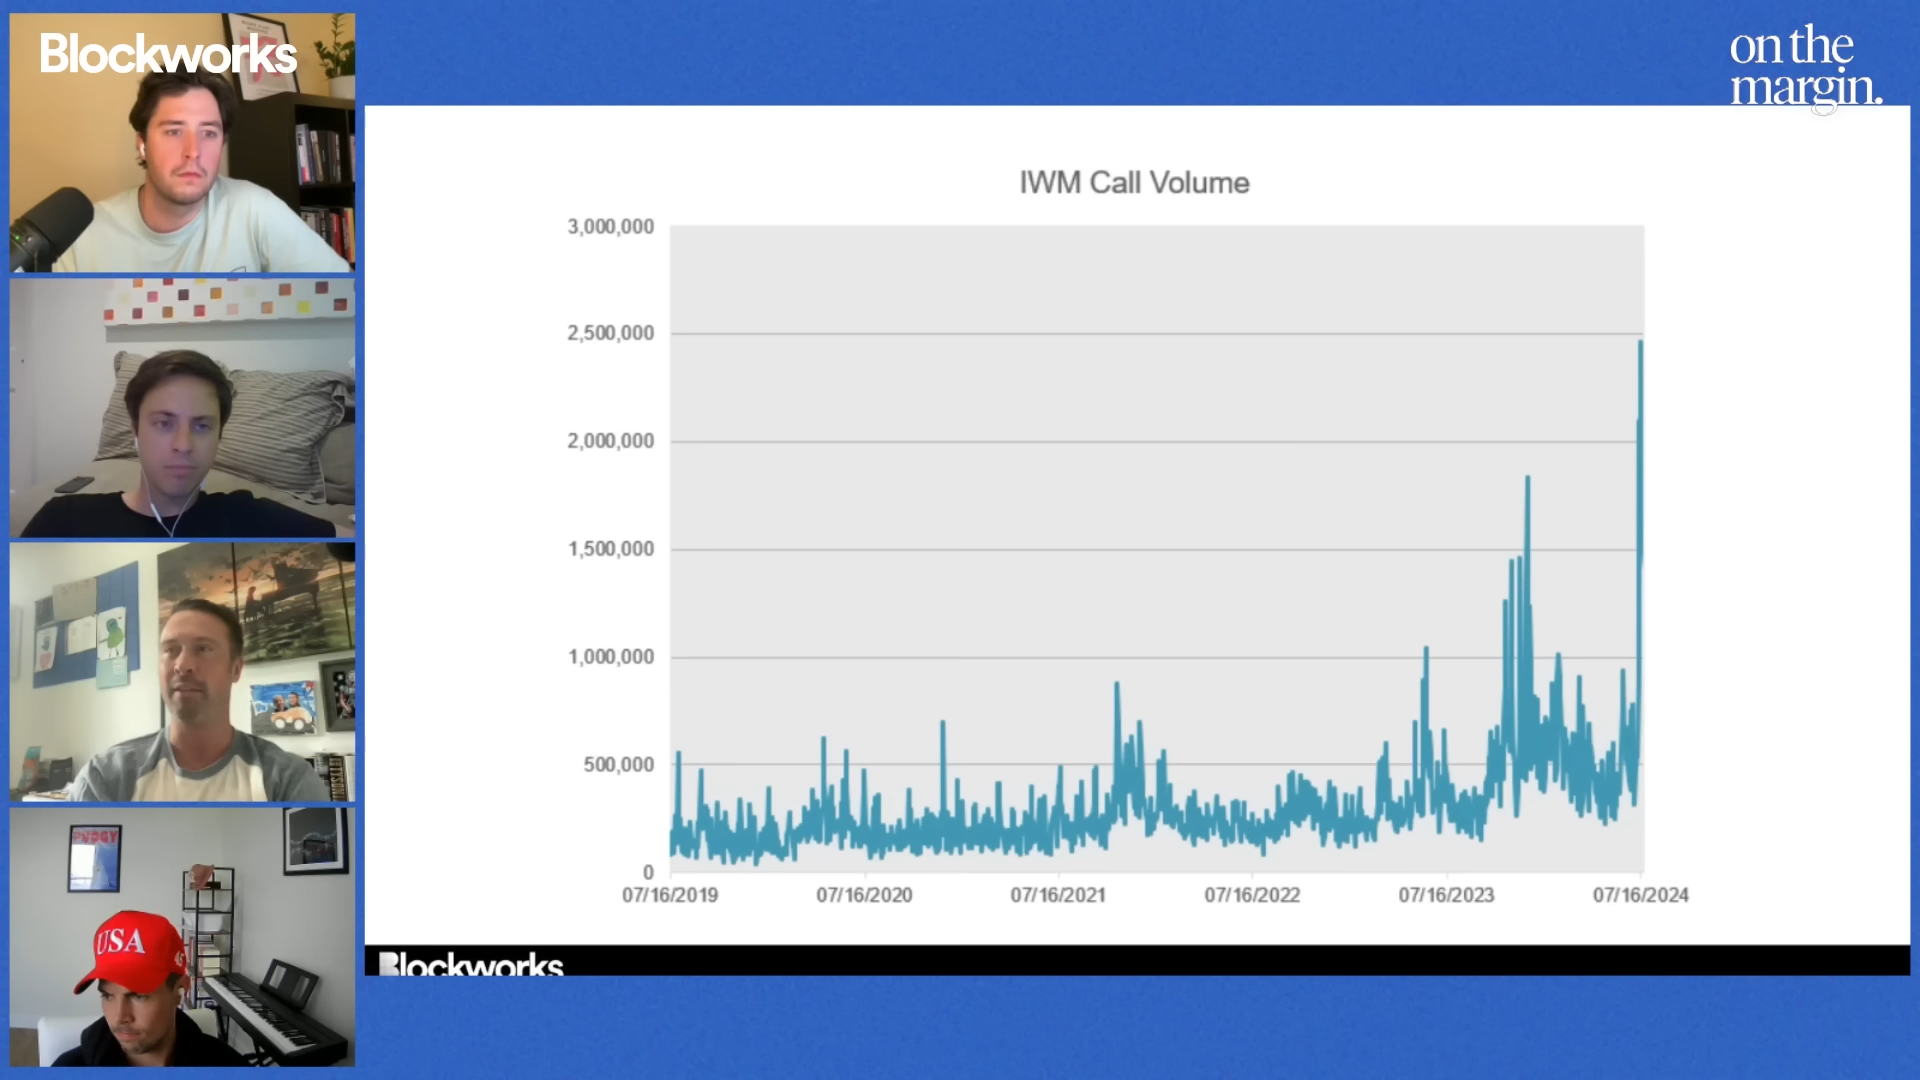 Blockworks
on the
margin.
IWM Call Volume
3,000,000
2,500,000
2,000,000
1,500,000
1,000,000
500,000
0
07/16/2019
07/16/2020
07/16/2021
07/16/2022
07/16/2023
07/16/2024
PUDGY
USA
45
Blockworks